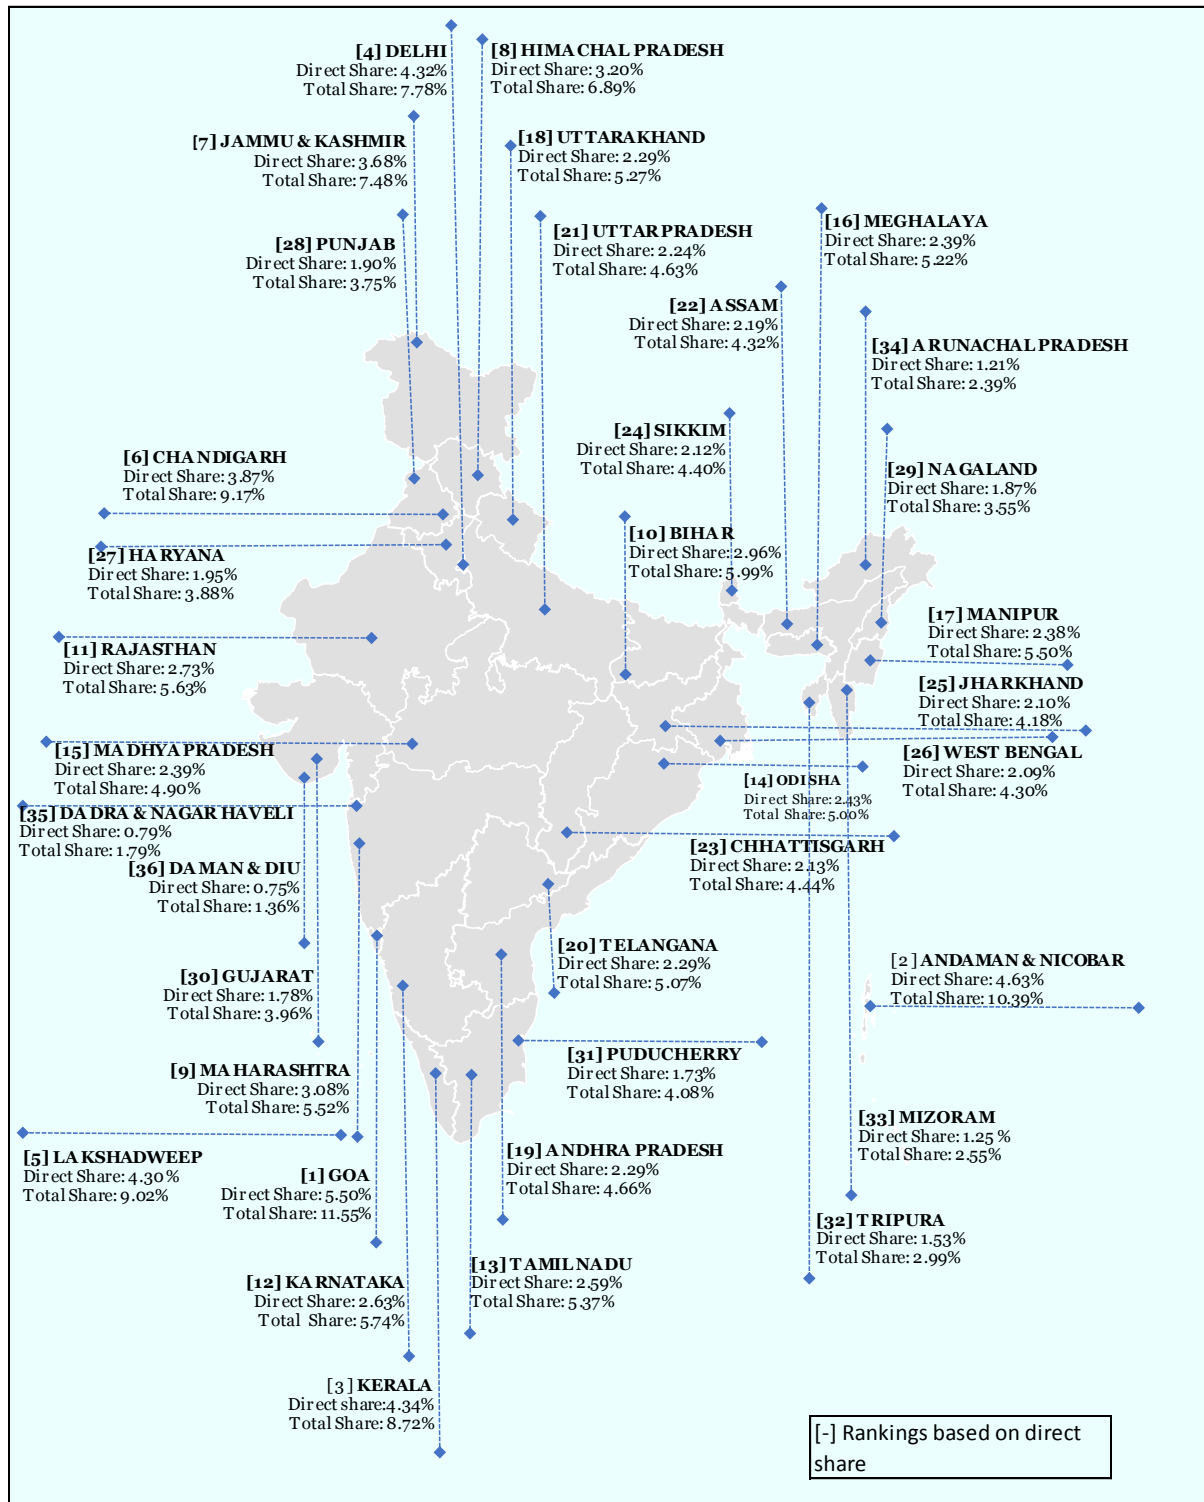 [4] DELHI
Direct Share: 4.32%
Total Share: 7.78%
[8] HIMACHAL PRADESH
Direct Share: 3.20%
Total Share: 6.89%
[7] JAMMU & KASHMIR
Direct Share: 3.68%
Total Share: 7.48%
[18] UTTARAKHAND
Direct Share: 2.29%
Total Share: 5.27%
[28] PUNJAB
Direct Share: 1.90%
Total Share: 3.75%
[21] UTTAR PRADESH
Direct Share: 2.24%
Total Share: 4.63%
[16] MEGHALAYA
Direct Share: 2.39%
Total Share: 5.22%
[22] ASSAM
Direct Share: 2.19%
Total Share: 4.32%
[34] ARUNACHAL PRADESH
Direct Share: 1.21%
Total Share: 2.39%
[24] SIKKIM
Direct Share: 2.12%
Total Share: 4.40%
[6] CHANDIGARH
Direct Share: 3.87%
Total Share: 9.17%
[29] NAGALAND
Direct Share: 1.87%
Total Share: 3.55%
[10] BIHAR
Direct Share: 2.96%
Total Share: 5.99%
[27] HARYANA
Direct Share: 1.95%
Total Share: 3.88%
[17] MANIPUR
Direct Share: 2.38%
Total Share: 5.50%
[11] RAJASTHAN
Direct Share: 2.73%
Total Share: 5.63%
[25] JHARKHAND
Direct Share: 2.10%
Total Share: 4.18%
[15] MADHYA PRADESH
Direct Share: 2.39%
Total Share: 4.90%
[26] WEST BENGAL
Direct Share: 2.09%
Total Share: 4.30%
[14] ODISHA
Direct Share: 2.43%
Total Share: 5.00%
[35] DADRA & NAGAR HAVELI
Direct Share: 0.79%
Total Share: 1.79%
[23] CHHATTISGARH
Direct Share: 2.13%
Total Share: 4.44%
[36] DAMAN & DIU
Direct Share: 0.75%
Total Share: 1.36%
[20] TELANGANA
Direct Share: 2.29%
Total Share: 5.07%
[2] ANDAMAN & NICOBAR
Direct Share: 4.63%
Total Share: 10.39%
[30] GUJARAT
Direct Share: 1.78%
Total Share: 3.96%
[31] PUDUCHERRY
Direct Share: 1.73%
Total Share: 4.08%
[9] MAHARASHTRA
Direct Share: 3.08%
Total Share: 5.52%
[33] MIZORAM
Direct Share: 1.25 %
Total Share: 2.55%
[5] LAKSHADWEEP
Direct Share: 4.30%
Total Share: 9.02%
[1] GOA
Direct Share: 5.50%
Total Share: 11.55%
[19] ANDHRA PRADESH
Direct Share: 2.29%
Total Share: 4.66%
[32] TRIPURA
Direct Share: 1.53%
Total Share: 2.99%
[12] KARNATAKA
Direct Share: 2.63%
Total Share: 5.74%
[13] TAMIL NADU
Direct Share: 2.59%
Total Share: 5.37%
[3] KERALA
Direct share:4.34%
Total Share: 8.72%
[-] Rankings based on direct
share